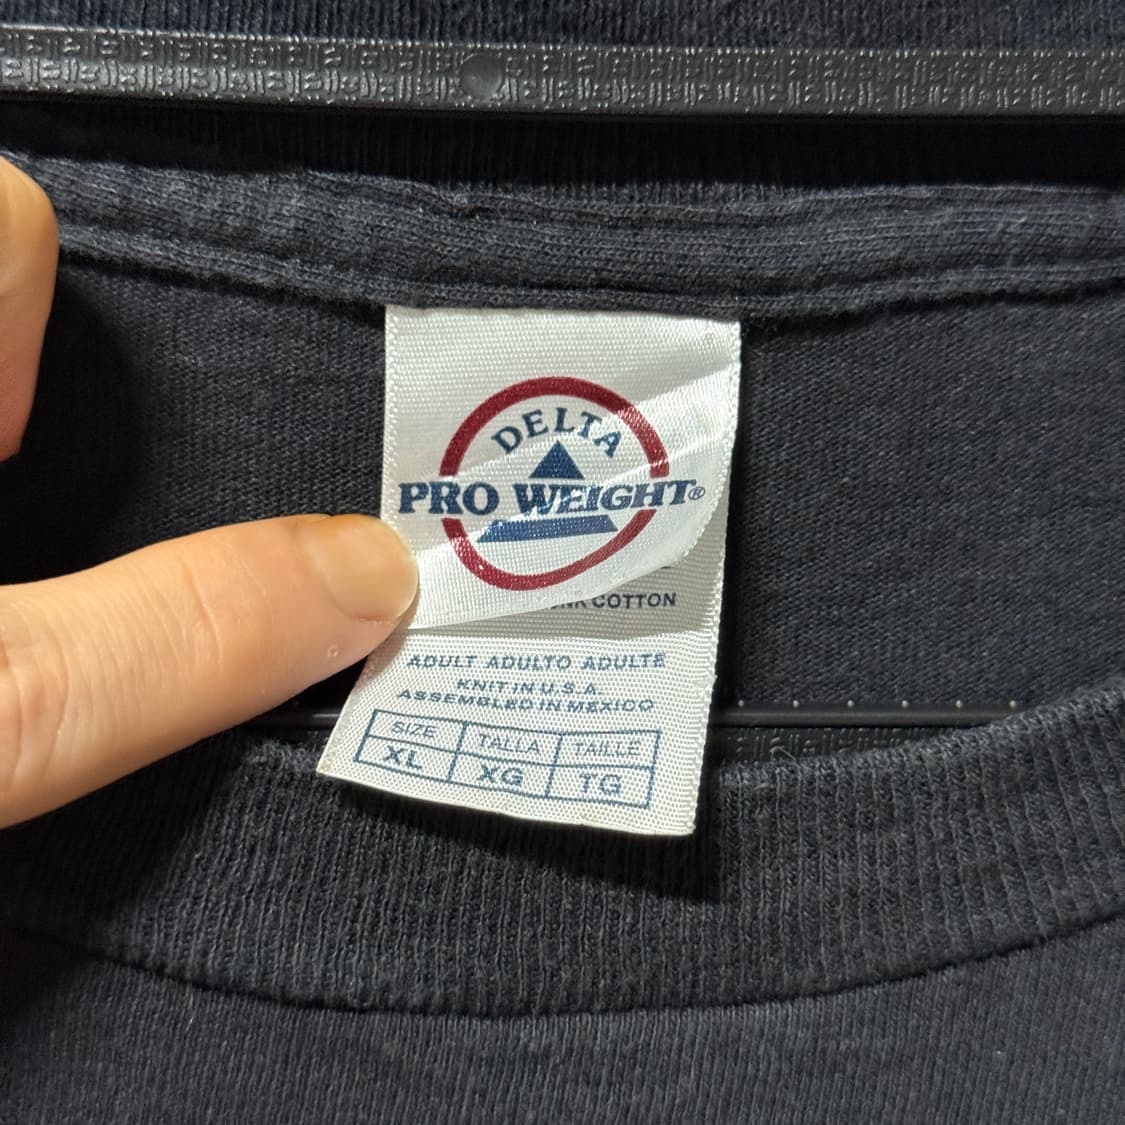 DELTA
PRO WEIGHT®
COTTON
ADULT ADULTO ADULTE
KNIT IN U.S.A.
ASSEMBLED IN MEXICO
SIZE TALLA TAILLE
XL XG TG